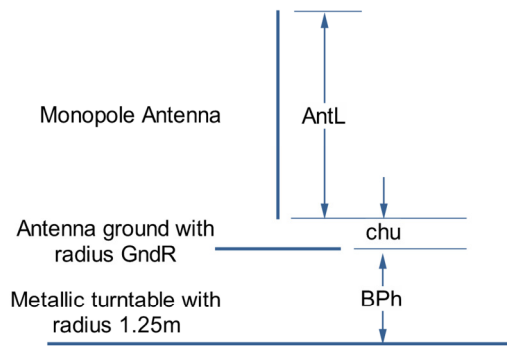 Monopole Antenna
AntL
Antenna ground with
radius GndR
chu
Metallic turntable with
radius 1.25m
BPh